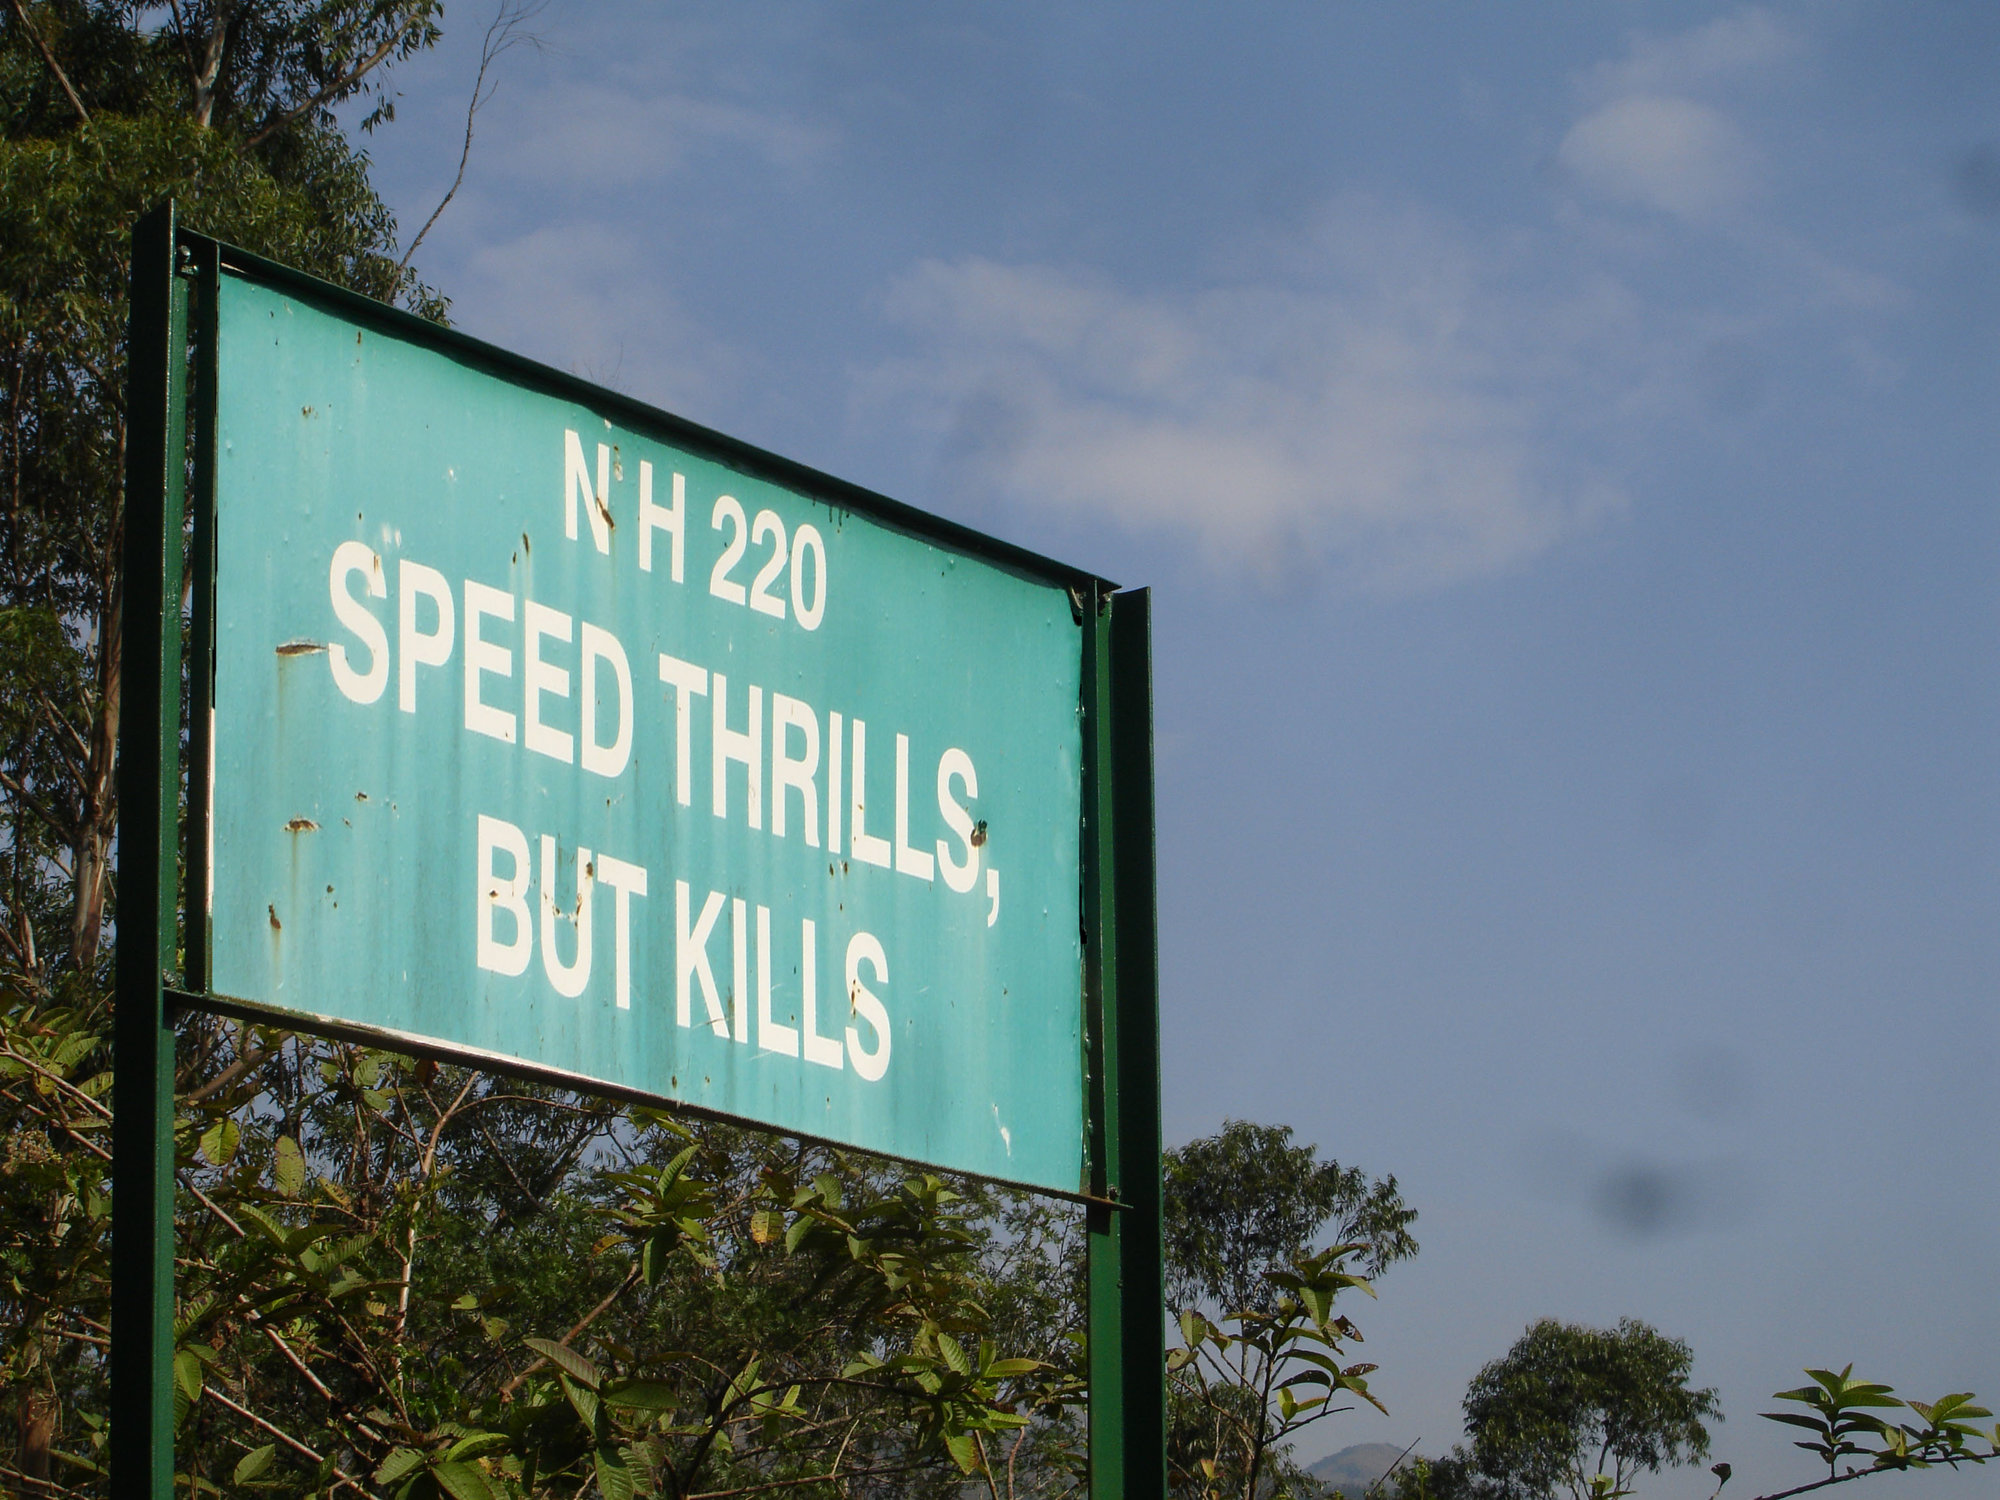 N H 220
SPEED THRILLS,
BUT KILLS